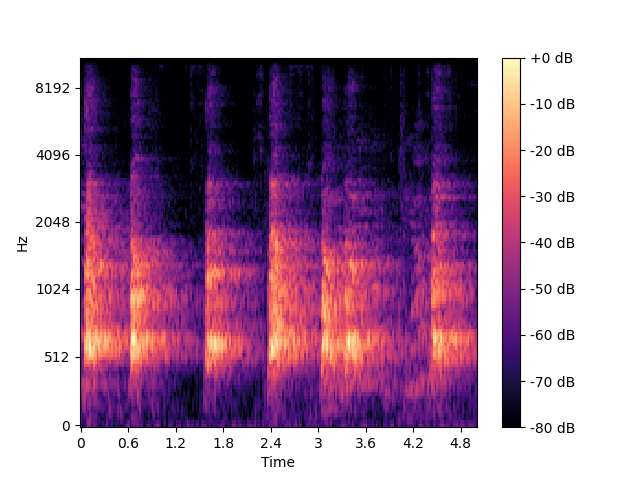 8192
4096
2048
1024
512
0
Hz
0 0.6 1.2 1.8 2.4 3 3.6 4.2 4.8
Time
+0 dB
-10 dB
-20 dB
-30 dB
-40 dB
-50 dB
-60 dB
-70 dB
-80 dB